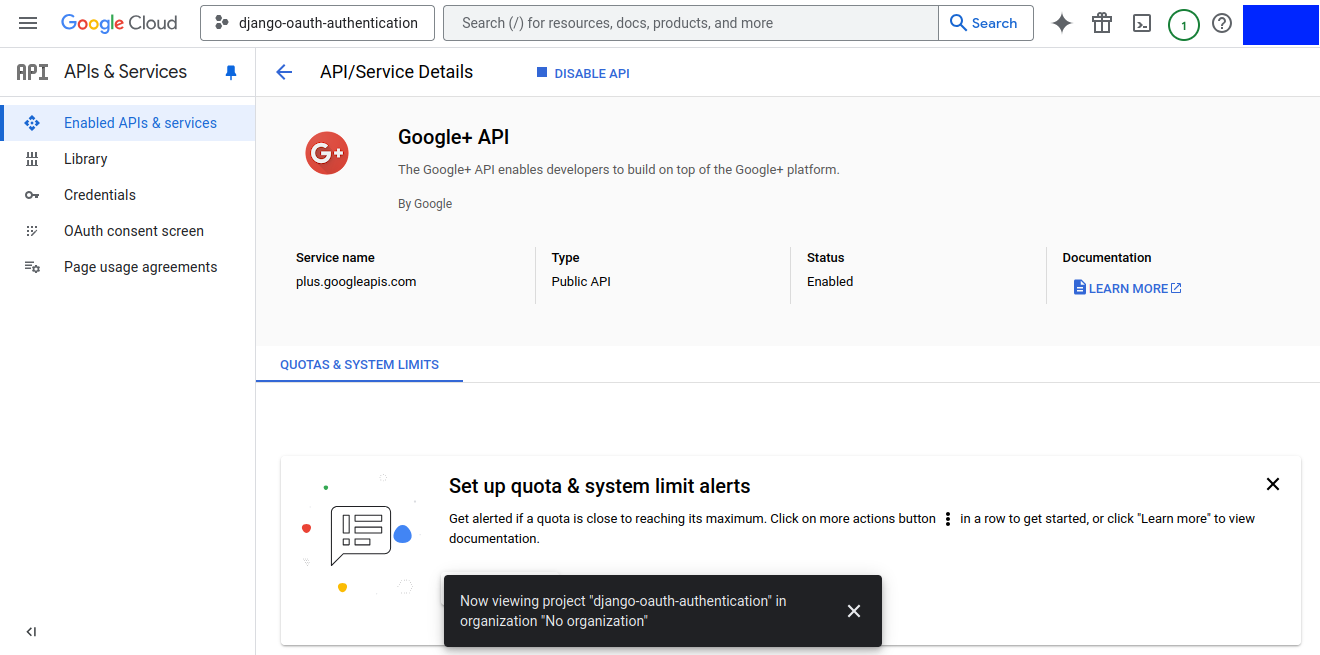 Google Cloud
django-oauth-authentication
Search (/) for resources, docs, products, and more
Search
1
API
APIs & Services
API/Service Details
DISABLE API
Enabled APIs & services
Library
Credentials
OAuth consent screen
Page usage agreements
G+
Google+ API
The Google+ API enables developers to build on top of the Google+ platform.
By Google
Service name
plus.googleapis.com
Type
Public API
Status
Enabled
Documentation
LEARN MORE
QUOTAS & SYSTEM LIMITS
Set up quota & system limit alerts
Get alerted if a quota is close to reaching its maximum. Click on more actions button in a row to get started, or click "Learn more" to view
documentation.
Now viewing project "django-oauth-authentication" in
organization "No organization"